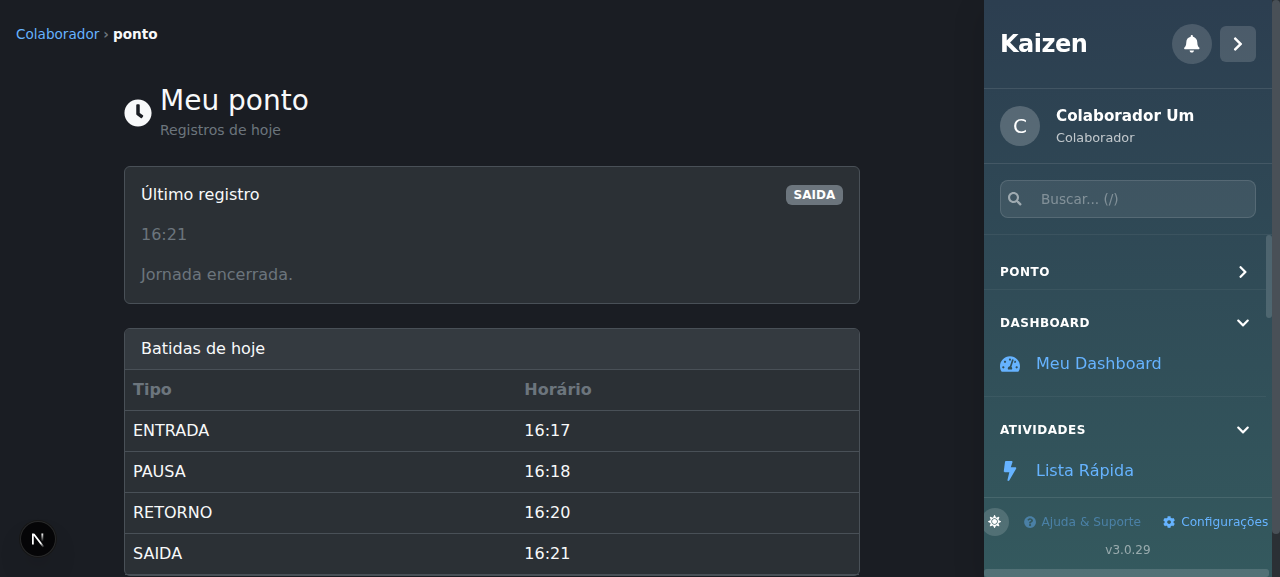 Colaborador › ponto
Meu ponto
Registros de hoje
Último registro
SAIDA
16:21
Jornada encerrada.
Batidas de hoje
Tipo Horário
ENTRADA 16:17
PAUSA 16:18
RETORNO 16:20
SAIDA 16:21
N
Kaizen
C
Colaborador Um
Colaborador
Buscar... (/)
PONTO
DASHBOARD
Meu Dashboard
ATIVIDADES
Lista Rápida
Ajuda & Suporte
Configurações
v3.0.29